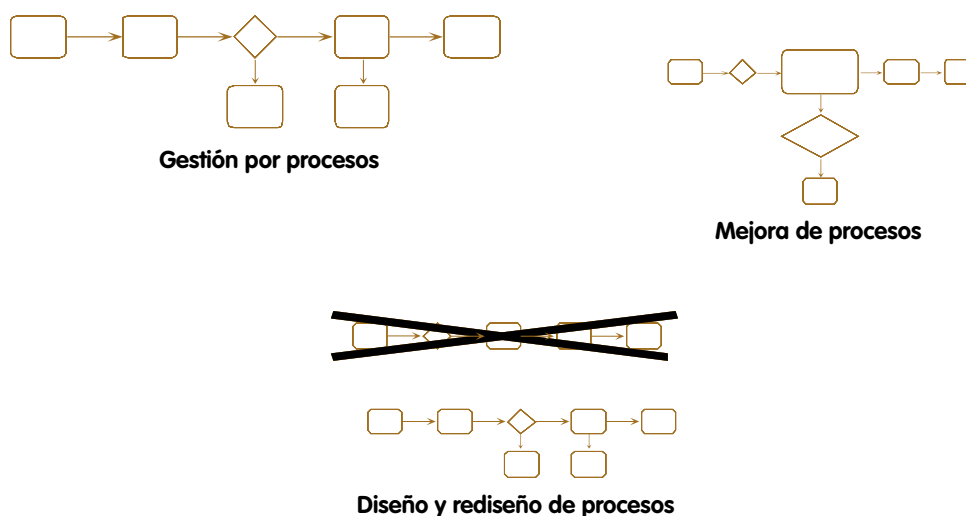 Gestión por procesos
Mejora de procesos
Diseño y rediseño de procesos